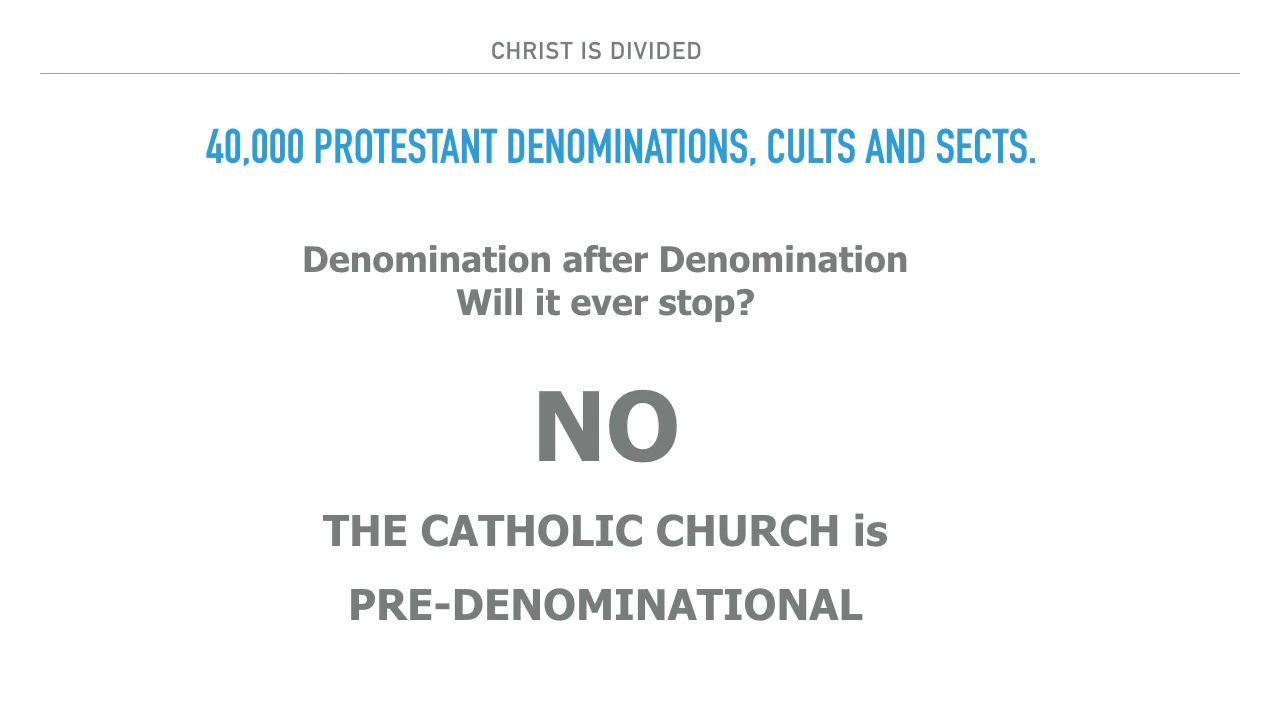 CHRIST IS DIVIDED
40,000 PROTESTANT DENOMINATIONS, CULTS AND SECTS.
Denomination after Denomination
Will it ever stop?
NO
THE CATHOLIC CHURCH is
PRE-DENOMINATIONAL